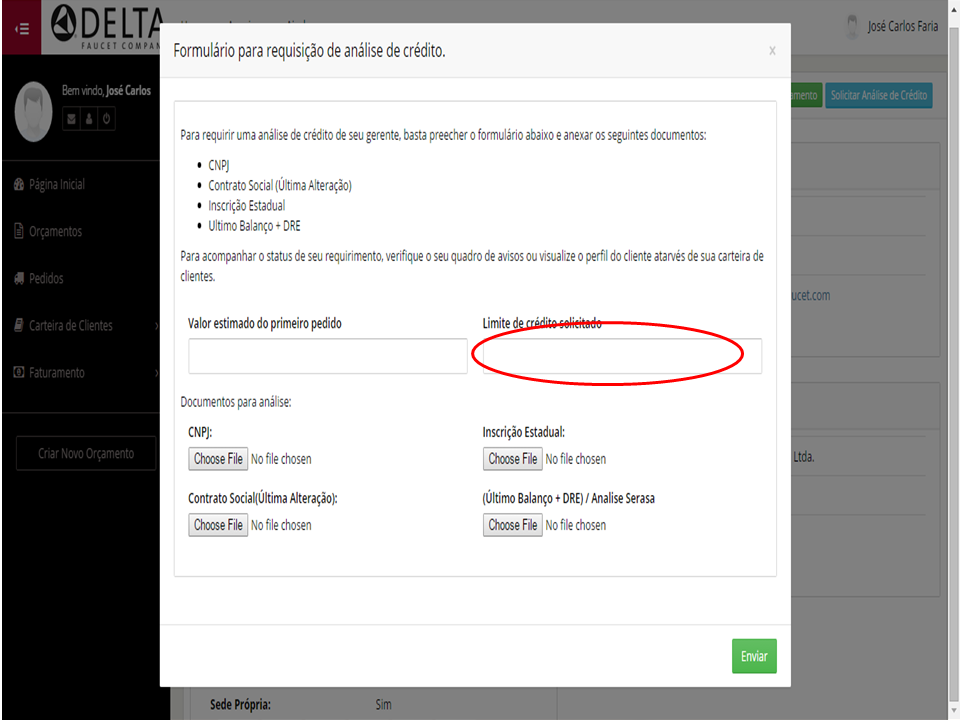 DELTA
FAUCET COMPAN
José Carlos Faria
Bem vindo, José Carlos
Página Inicial
Orçamentos
Pedidos
Carteira de Clientes
Faturamento
Criar Novo Orçamento
Formulário para requisição de análise de crédito.
x
amento
Solicitar Análise de Crédito
Para requirir uma análise de crédito de seu gerente, basta preecher o formulário abaixo e anexar os seguintes documentos:
CNPJ
Contrato Social (Última Alteração)
Inscrição Estadual
Ultimo Balanço + DRE
Para acompanhar o status de seu requirimento, verifique o seu quadro de avisos ou visualize o perfil do cliente atarvés de sua carteira de
clientes.
ucet.com
Valor estimado do primeiro pedido
Limite de crédito solicitado
Documentos para análise:
CNPJ:
Inscrição Estadual:
Choose File No file chosen
Choose File No file chosen
Ltda.
Contrato Social(Última Alteração):
(Último Balanço + DRE) / Analise Serasa
Choose File No file chosen
Choose File No file chosen
Enviar
Sede Própria: Sim